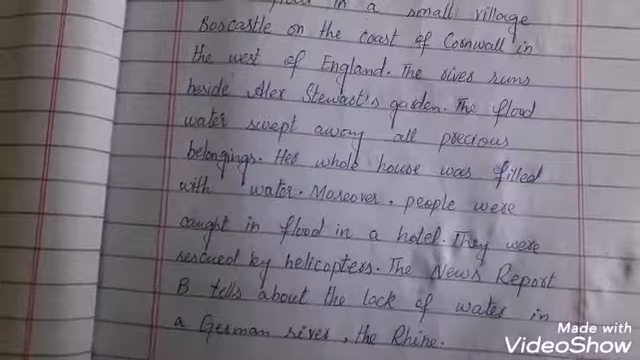 in a small village
Boscastle on the coast of Cornwall in
the west of England. The river runs
beside Alex Stewart's garden. The flood
water swept away all precious
belongings. Her whole house was filled
with water. Moreover, people were
caught in flood in a hotel. They were
rescued by helicopters. The News Report
B tells about the lack of water in
a German river, the Rhine.
Made with
VideoShow